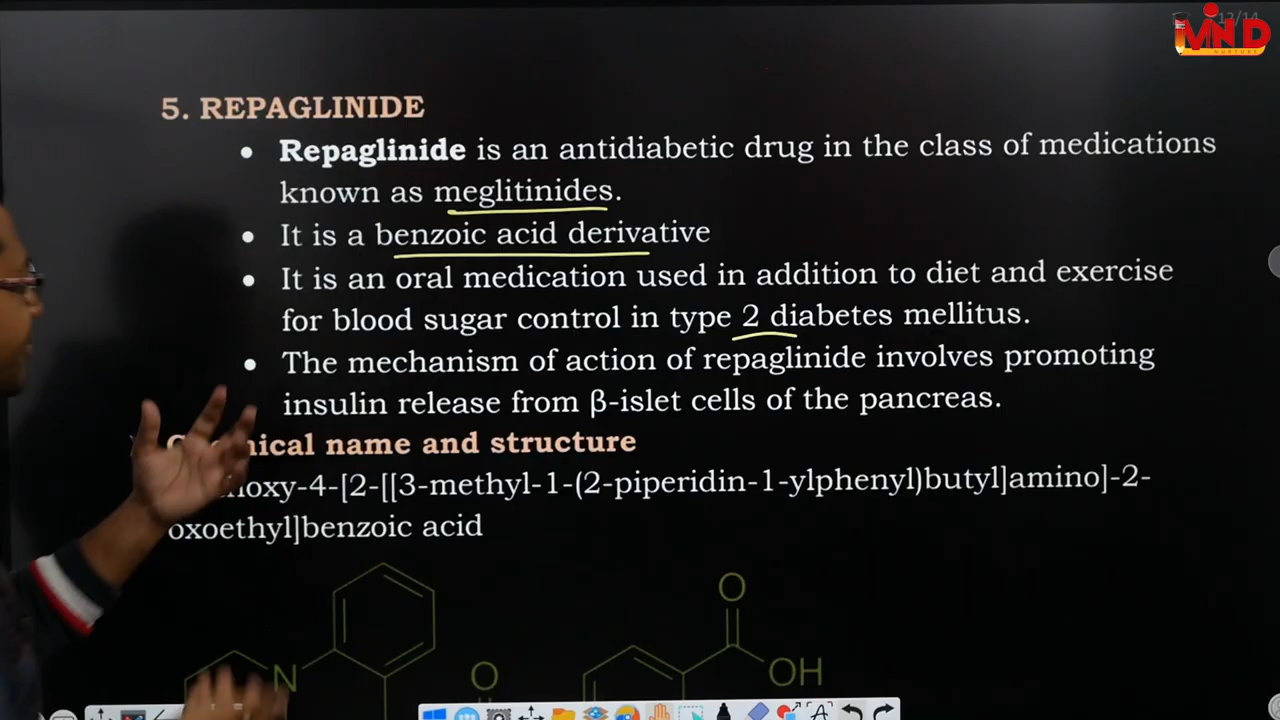 12/14
MIND
NURTURE
5. REPAGLINIDE
• Repaglinide is an antidiabetic drug in the class of medications
known as meglitinides.
• It is a benzoic acid derivative
• It is an oral medication used in addition to diet and exercise
for blood sugar control in type 2 diabetes mellitus.
• The mechanism of action of repaglinide involves promoting
insulin release from β-islet cells of the pancreas.
name and structure
-4-[2-[[3-methyl-1-(2-piperidin-1-ylphenyl)butyl]amino]-2-
oxoethyl]benzoic acid
O
N
O
OH